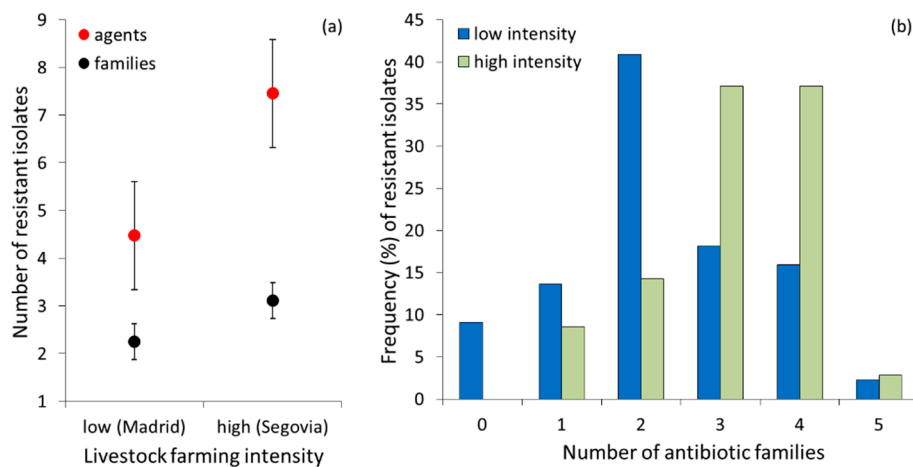 (a)
agents
families
Number of resistant isolates
9
8
7
6
5
4
3
2
1
low (Madrid) high (Segovia)
Livestock farming intensity
(b)
low intensity
high intensity
Frequency (%) of resistant isolates
45
40
35
30
25
20
15
10
5
0
0 1 2 3 4 5
Number of antibiotic families